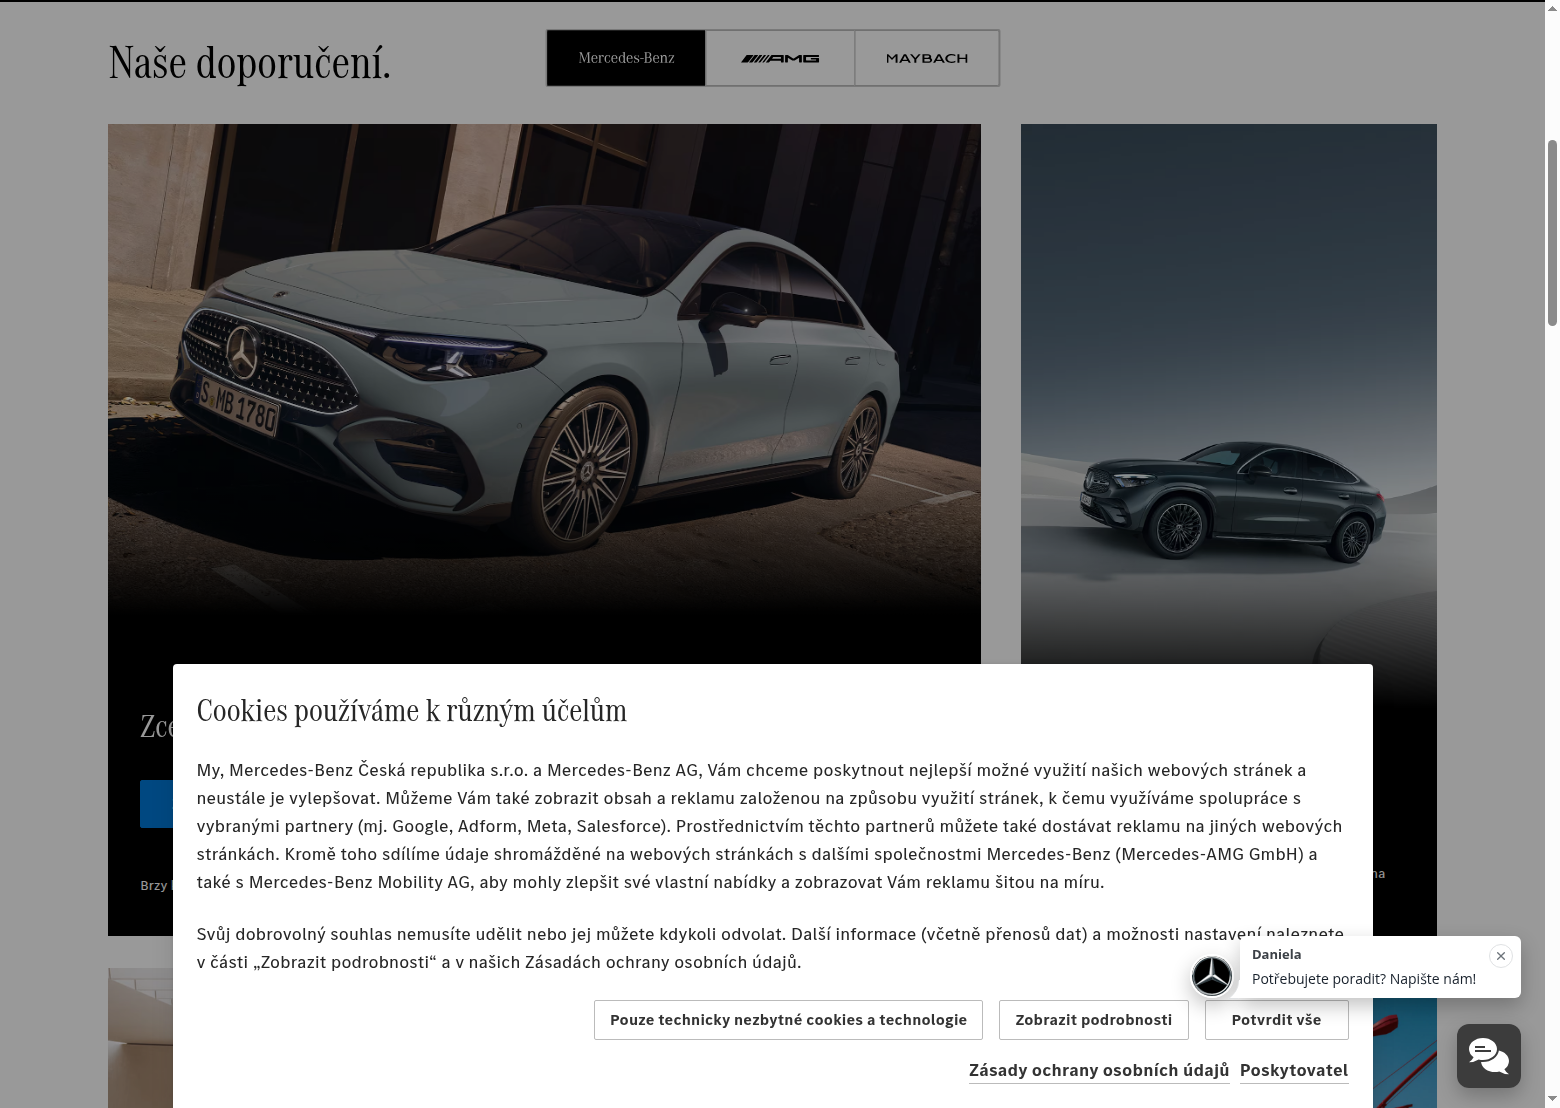 Naše doporučení.
Mercedes-Benz
AMG
MAYBACH
S MB 1780
Cookies používáme k různým účelům
My, Mercedes-Benz Česká republika s.r.o. a Mercedes-Benz AG, Vám chceme poskytnout nejlepší možné využití našich webových stránek a
neustále je vylepšovat. Můžeme Vám také zobrazit obsah a reklamu založenou na způsobu využití stránek, k čemu využíváme spolupráce s
vybranými partnery (mj. Google, Adform, Meta, Salesforce). Prostřednictvím těchto partnerů můžete také dostávat reklamu na jiných webových
stránkách. Kromě toho sdílíme údaje shromážděné na webových stránkách s dalšími společnostmi Mercedes-Benz (Mercedes-AMG GmbH) a
také s Mercedes-Benz Mobility AG, aby mohly zlepšit své vlastní nabídky a zobrazovat Vám reklamu šitou na míru.
Brzy
Svůj dobrovolný souhlas nemusíte udělit nebo jej můžete kdykoli odvolat. Další informace (včetně přenosů dat) a možnosti nastavení naleznete
v části „Zobrazit podrobnosti“ a v našich Zásadách ochrany osobních údajů.
Daniela
Potřebujete poradit? Napište nám!
Pouze technicky nezbytné cookies a technologie
Zobrazit podrobnosti
Potvrdit vše
Zásady ochrany osobních údajů
Poskytovatel